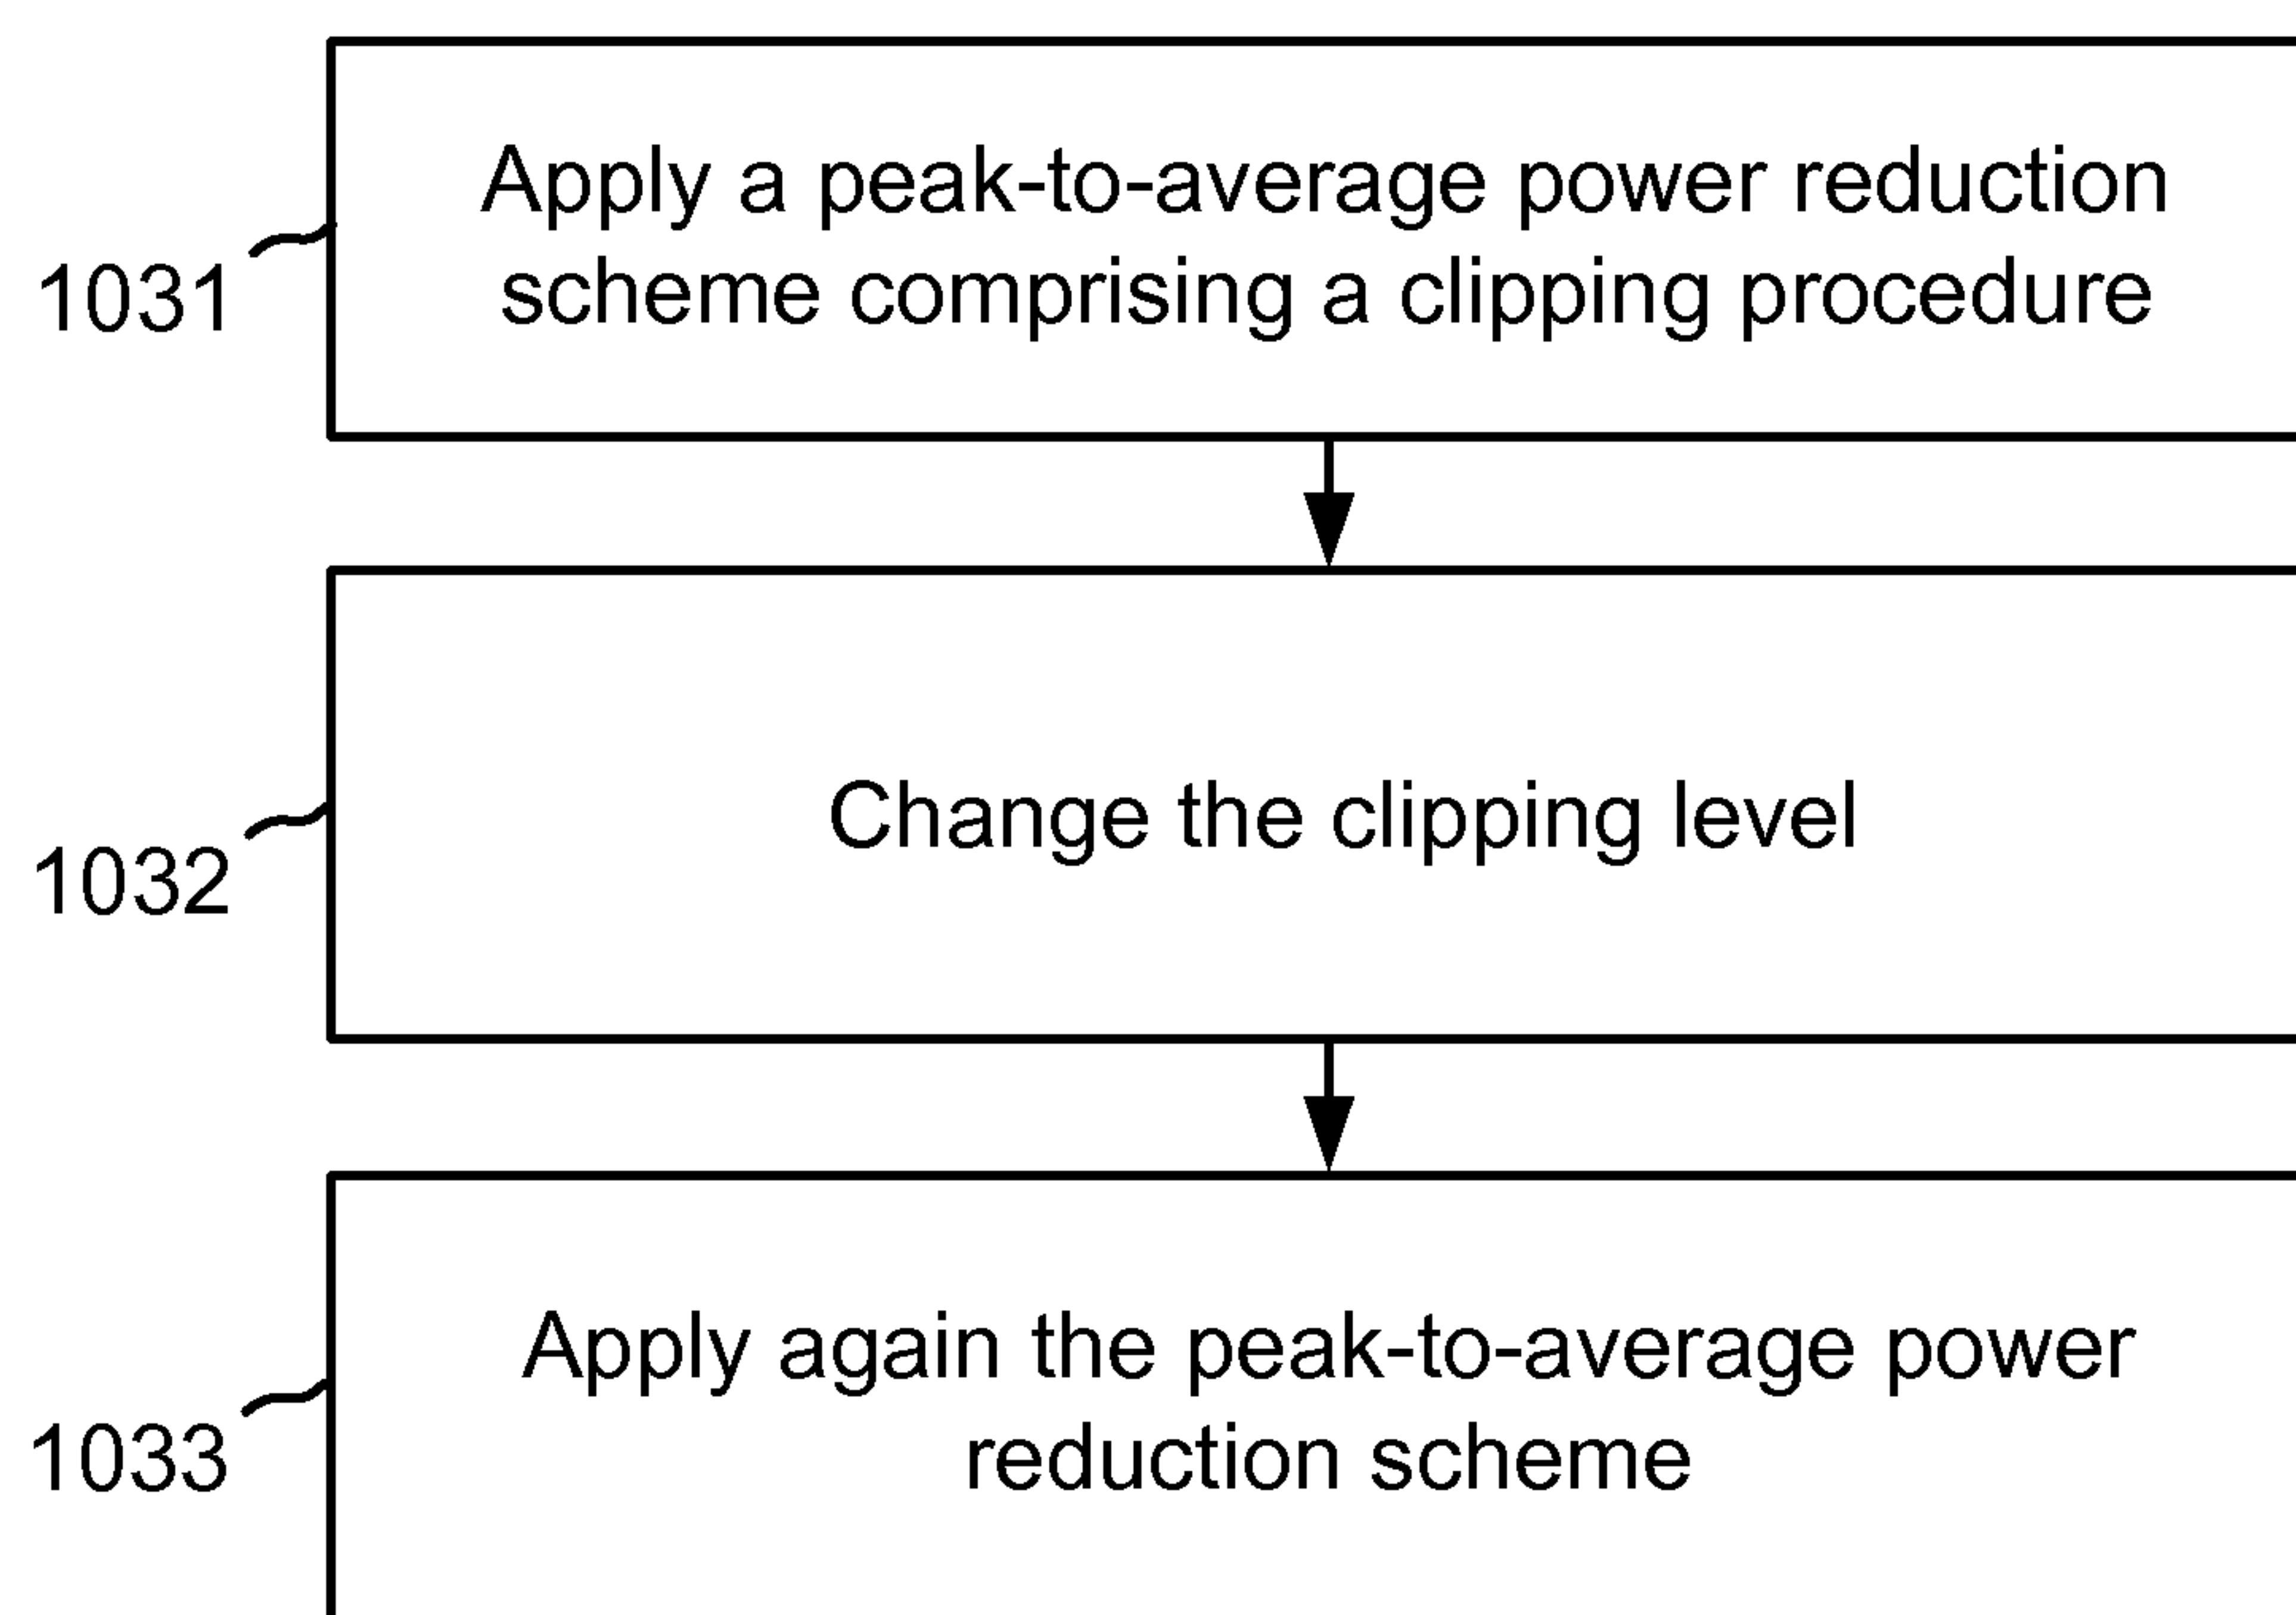 Apply a peak-to-average power reduction
scheme comprising a clipping procedure
1031
Change the clipping level
1032
Apply again the peak-to-average power
reduction scheme
1033